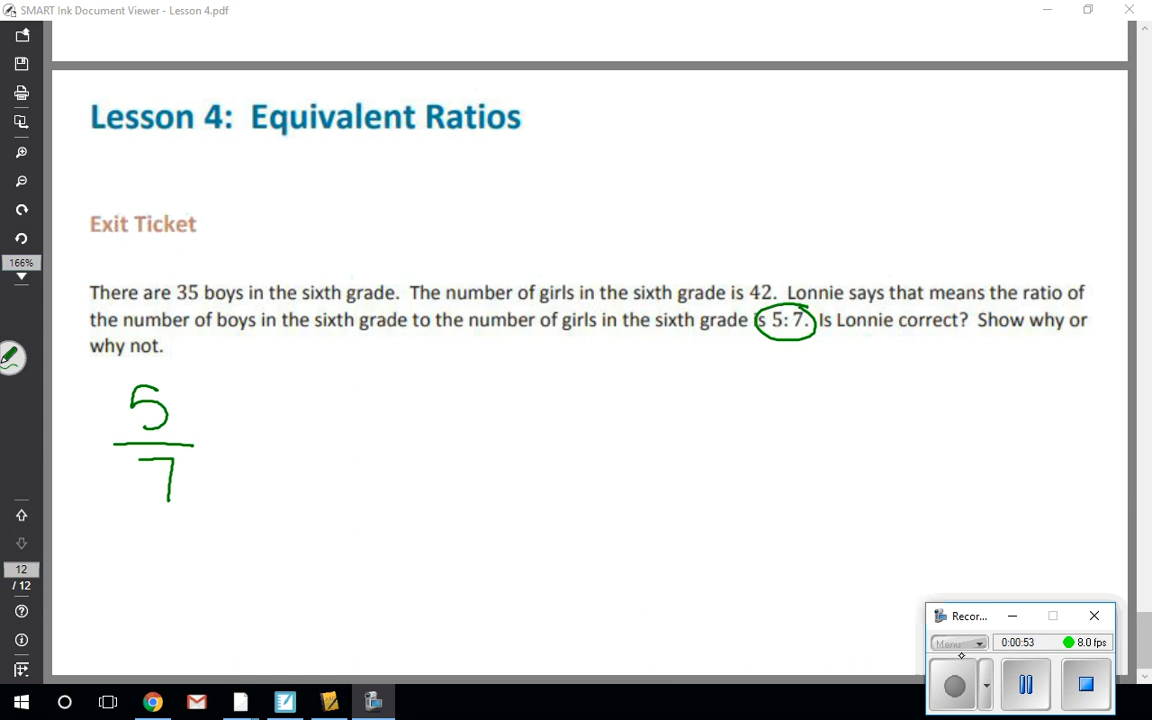 SMART Ink Document Viewer - Lesson 4.pdf
Lesson 4: Equivalent Ratios
Exit Ticket
There are 35 boys in the sixth grade. The number of girls in the sixth grade is 42. Lonnie says that means the ratio of
the number of boys in the sixth grade to the number of girls in the sixth grade is 5:7. Is Lonnie correct? Show why or
why not.
5
7
166%
12
/ 12
Recor...
Menu
0:00:53
8.0 fps